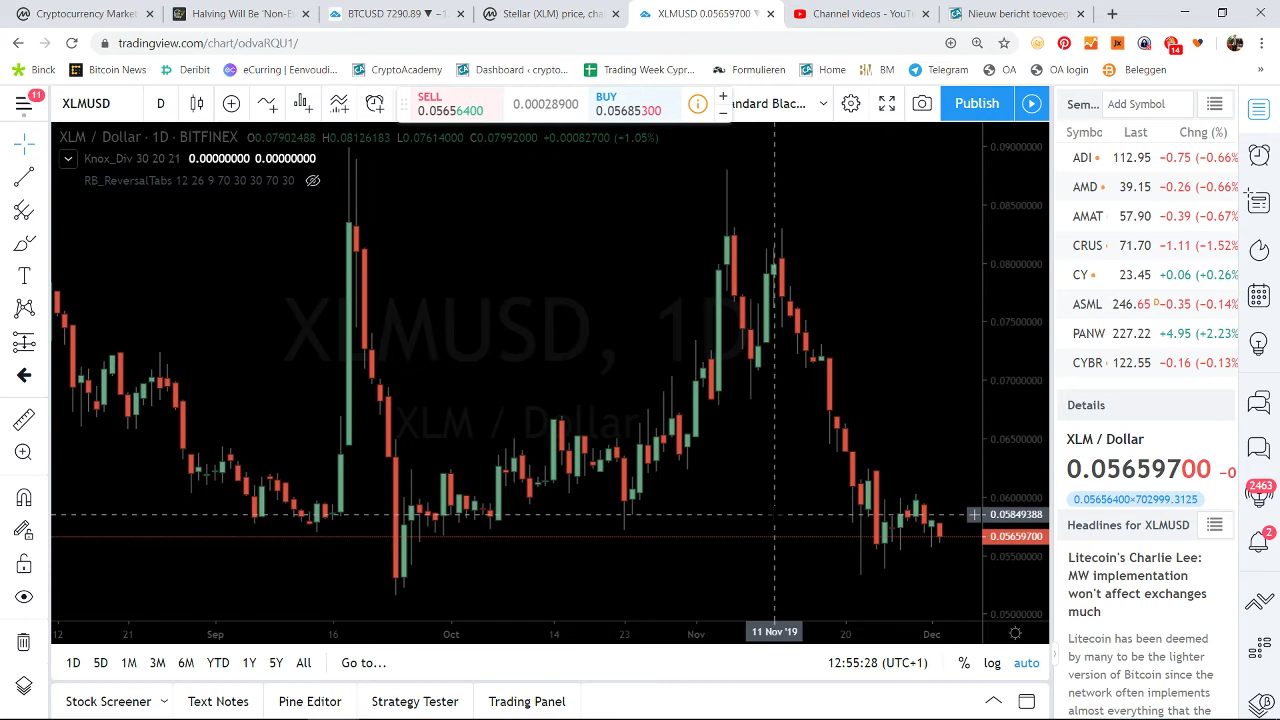 Cryptocurrency Market
Halving Will Be 'Non-E
BTCUSD 7290.89 ▼ −1
Stellar (XLM) price, cha
XLMUSD 0.05659700 ▼
Channel videos - YouTu
Nieuw bericht toevoeg
tradingview.com/chart/odvaRQU1/
14
Binck
Bitcoin News
Deribit
eCurring | Eenvoudi...
CryptoAcademy
Dashboard ‹ crypto...
Trading Week Cypr...
Formulieren
Home
BM
Telegram
OA
OA login
Beleggen
»
11
XLMUSD
D
SELL
0.05656400
0.00028900
BUY
0.05685300
andard Blac...
Publish
Sem...
Add Symbol
XLM / Dollar · 1D · BITFINEX O0.07902488 H0.08126183 L0.07614000 C0.07992000 +0.00082700 (+1.05%)
Knox_Div 30 20 21 0.00000000 0.00000000
RB_ReversalTabs 12 26 9 70 30 30 70 30
XLMUSD, 1D
XLM / Dollar
0.09000000
0.08500000
0.08000000
0.07500000
0.07000000
0.06500000
0.06000000
0.05849388
0.05659700
0.05500000
0.05000000
12
21
Sep
16
Oct
14
23
Nov
11 Nov '19
20
Dec
Symbo Last Chng (%)
ADI 112.95 −0.75 (−0.66%
AMD 39.15 −0.26 (−0.66%
AMAT 57.90 −0.39 (−0.67%
CRUS 71.70 −1.11 (−1.52%
CY 23.45 +0.06 (+0.26%
ASML 246.65 D −0.35 (−0.14%
PANW 227.22 +4.95 (+2.23%
CYBR 122.55 −0.16 (−0.13%
Details
XLM / Dollar
0.05659700 −0
0.05656400×702999.3125
Headlines for XLMUSD
Litecoin's Charlie Lee:
MW implementation
won't affect exchanges
much
Litecoin has been deemed
by many to be the lighter
version of Bitcoin since the
network often implements
almost everything that the
2463
2
1D 5D 1M 3M 6M YTD 1Y 5Y All Go to...
12:55:28 (UTC+1) % log auto
Stock Screener
Text Notes
Pine Editor
Strategy Tester
Trading Panel